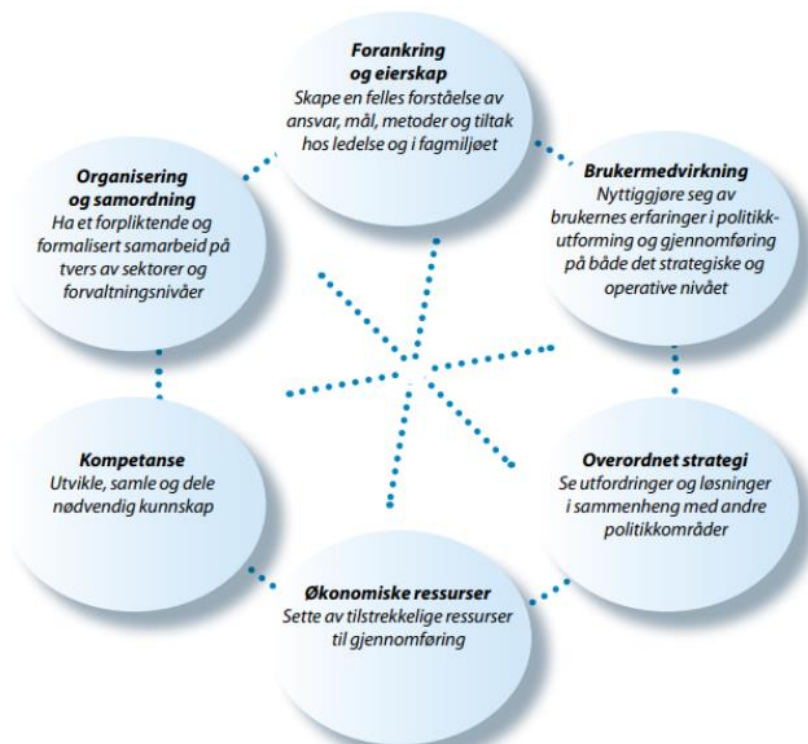 Forankring
og eierskap
Skape en felles forståelse av
ansvar, mål, metoder og tiltak
hos ledelse og i fagmiljøet
Organisering
og samordning
Ha et forpliktende og
formalisert samarbeid på
tvers av sektorer og
forvaltningsnivåer
Brukermedvirkning
Nyttiggjøre seg av
brukernes erfaringer i politikk-
utforming og gjennomføring
på både det strategiske og
operative nivået
Kompetanse
Utvikle, samle og dele
nødvendig kunnskap
Overordnet strategi
Se utfordringer og løsninger
i sammenheng med andre
politikkområder
Økonomiske ressurser
Sette av tilstrekkelige ressurser
til gjennomføring